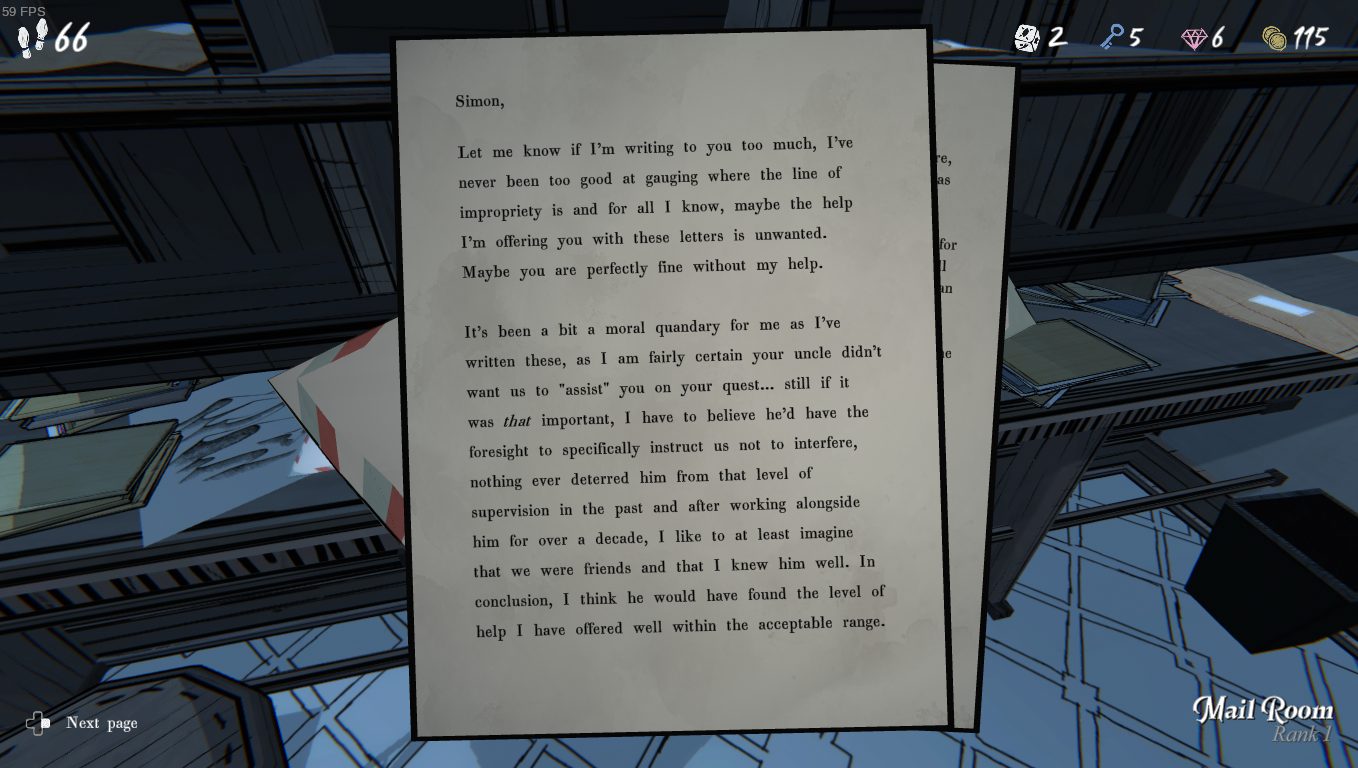 59 FPS
66
2
5
6
115
Simon,
Let me know if I'm writing to you too much, I've
never been too good at gauging where the line of
impropriety is and for all I know, maybe the help
I'm offering you with these letters is unwanted.
Maybe you are perfectly fine without my help.
It's been a bit a moral quandary for me as I've
written these, as I am fairly certain your uncle didn't
want us to "assist" you on your quest... still if it
was that important, I have to believe he'd have the
foresight to specifically instruct us not to interfere,
nothing ever deterred him from that level of
supervision in the past and after working alongside
him for over a decade, I like to at least imagine
that we were friends and that I knew him well. In
conclusion, I think he would have found the level of
help I have offered well within the acceptable range.
for
Next page
Mail Room
Rank 1